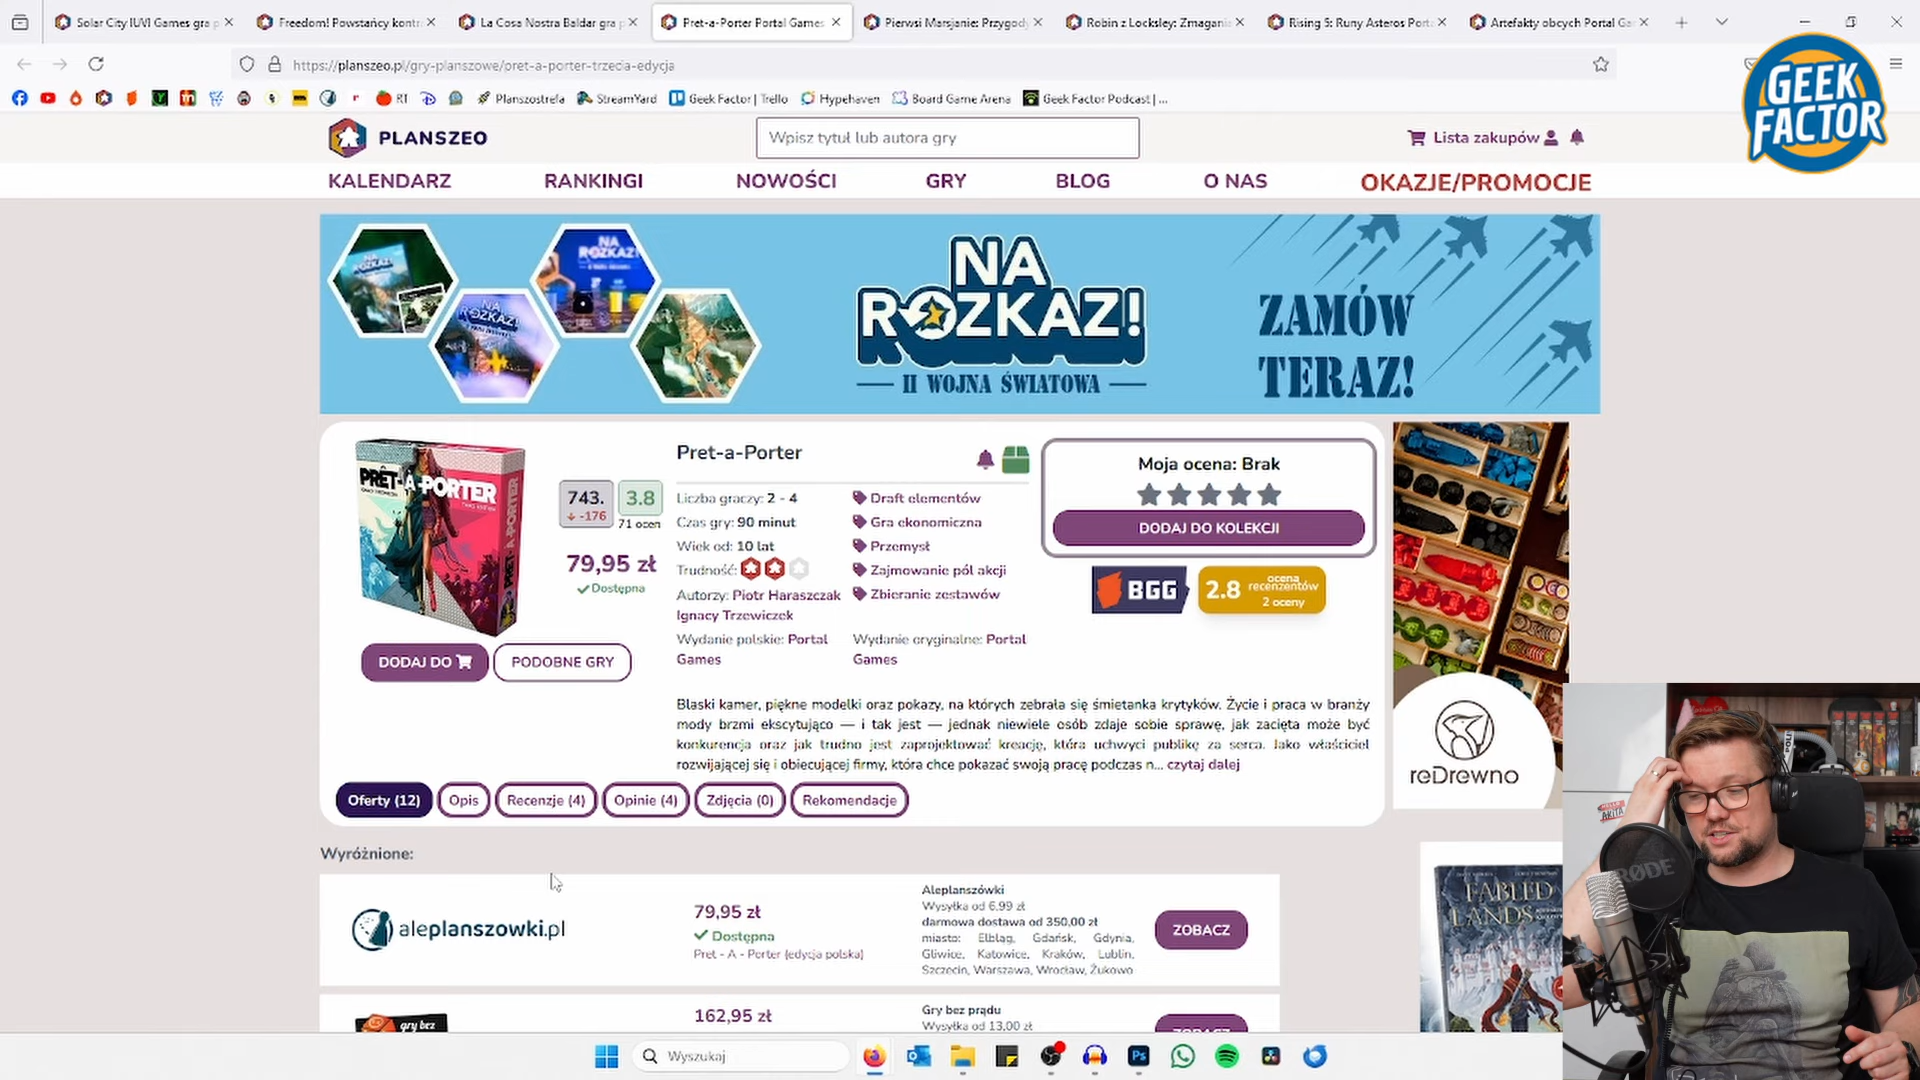 Solar City IUVI Games gra p
Freedom! Powstańcy kontr
La Cosa Nostra Baldar gra p
Pret-a-Porter Portal Games
Pierwsi Marsjanie: Przygody
Robin z Locksley: Zmagania
Rising 5: Runy Asteros Port
Artefakty obcych Portal Ga
https://planszeo.pl/gry-planszowe/pret-a-porter-trzecia-edycja
RT
Planszostrefa
StreamYard
Geek Factor | Trello
Hypehaven
Board Game Arena
Geek Factor Podcast | ...
GEEK FACTOR
PLANSZEO
Wpisz tytuł lub autora gry
Lista zakupów
KALENDARZ
RANKINGI
NOWOŚCI
GRY
BLOG
O NAS
OKAZJE/PROMOCJE
NA ROZKAZ!
II WOJNA ŚWIATOWA
ZAMÓW
TERAZ!
PRÊT-À-PORTER
743.
-176
3.8
71 ocen
79,95 zł
Dostępna
DODAJ DO
PODOBNE GRY
Pret-a-Porter
Liczba graczy: 2 - 4
Czas gry: 90 minut
Wiek od: 10 lat
Trudność:
Autorzy: Piotr Haraszczak
Ignacy Trzewiczek
Wydanie polskie: Portal
Games
Draft elementów
Gra ekonomiczna
Przemysł
Zajmowanie pól akcji
Zbieranie zestawów
Wydanie oryginalne: Portal
Games
Moja ocena: Brak
DODAJ DO KOLEKCJI
BGG
2.8
ocena
recenzentów
2 oceny
Blaski kamer, piękne modelki oraz pokazy, na których zebrała się śmietanka krytyków. Życie i praca w branży
mody brzmi ekscytująco — i tak jest — jednak niewiele osób zdaje sobie sprawę, jak zacięta może być
konkurencja oraz jak trudno jest zaprojektować kreację, która uchwyci publikę za serca. Jako właściciel
rozwijającej się i obiecującej firmy, która chce pokazać swoją pracę podczas n... czytaj dalej
Oferty (12)
Opis
Recenzje (4)
Opinie (4)
Zdjęcia (0)
Rekomendacje
reDrewno
Wyróżnione:
aleplanszowki.pl
79,95 zł
Dostępna
Pret - A - Porter (edycja polska)
Aleplanszówki
Wysyłka od 6,99 zł
darmowa dostawa od 350,00 zł
miasto: Elbląg, Gdańsk, Gdynia,
Gliwice, Katowice, Kraków, Lublin,
Szczecin, Warszawa, Wrocław, Żukowo
ZOBACZ
gry bez
162,95 zł
Gry bez prądu
Wysyłka od 13,00 zł
ZOBACZ
FABLED
LANDS
RØDE
Wyszukaj